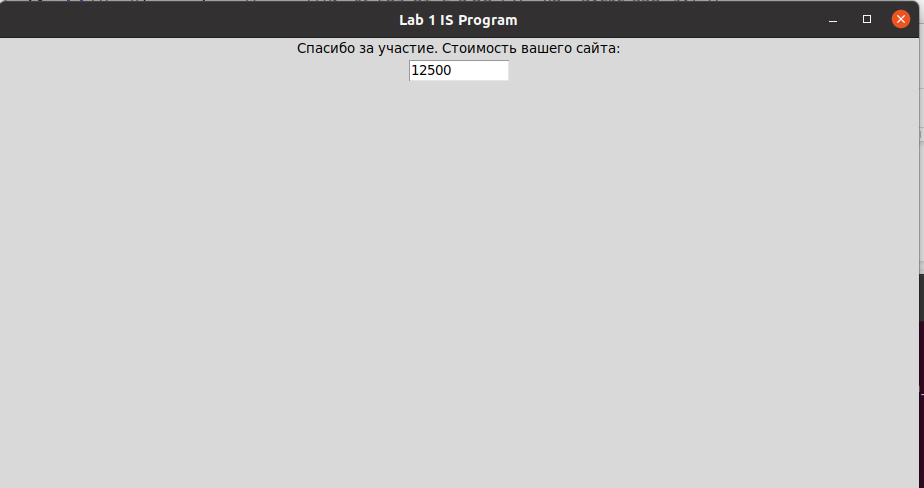 Lab 1 IS Program
Спасибо за участие. Стоимость вашего сайта:
12500